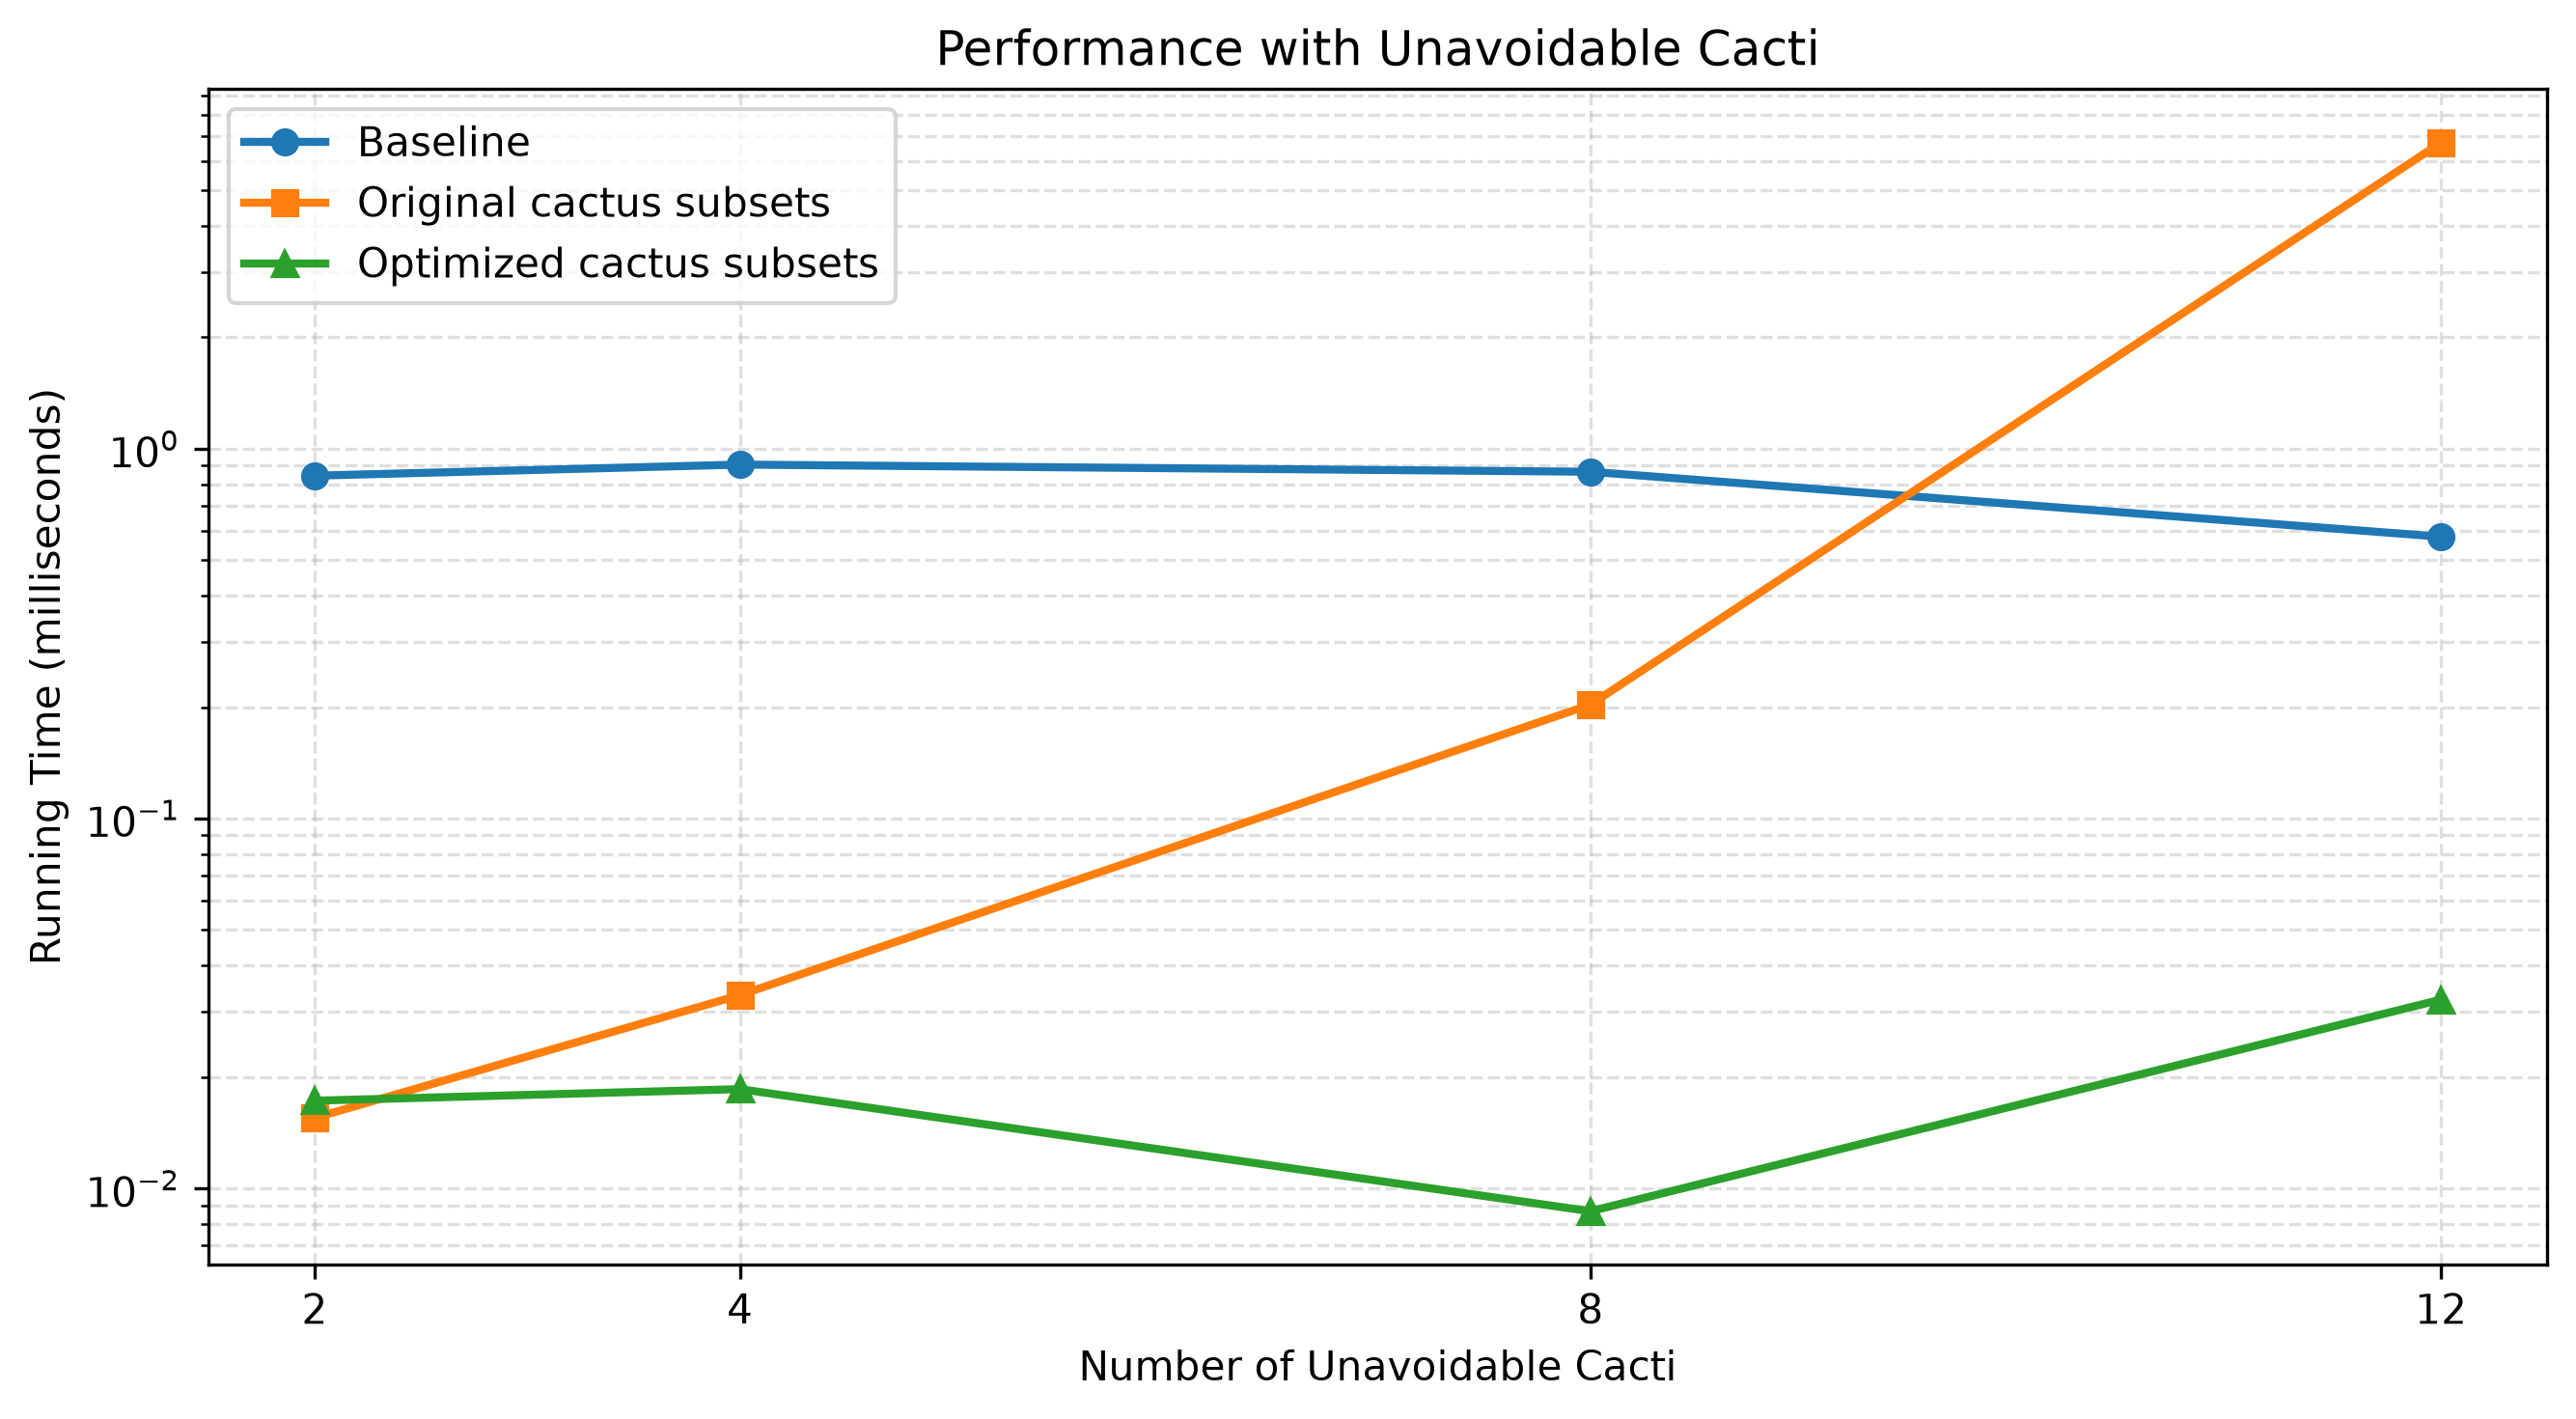 Performance with Unavoidable Cacti
Baseline
Original cactus subsets
Optimized cactus subsets
Running Time (milliseconds)
10⁰
10⁻¹
10⁻²
2 4 8 12
Number of Unavoidable Cacti